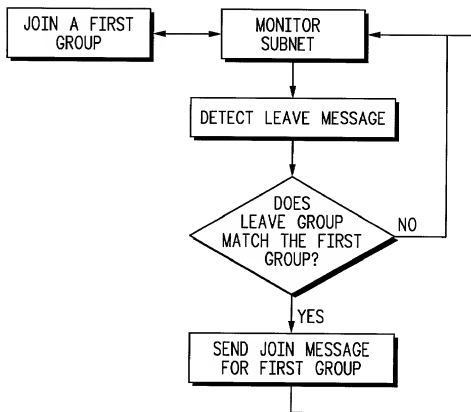 JOIN A FIRST
GROUP
MONITOR
SUBNET
DETECT LEAVE MESSAGE
DOES
LEAVE GROUP
MATCH THE FIRST
GROUP?
NO
YES
SEND JOIN MESSAGE
FOR FIRST GROUP